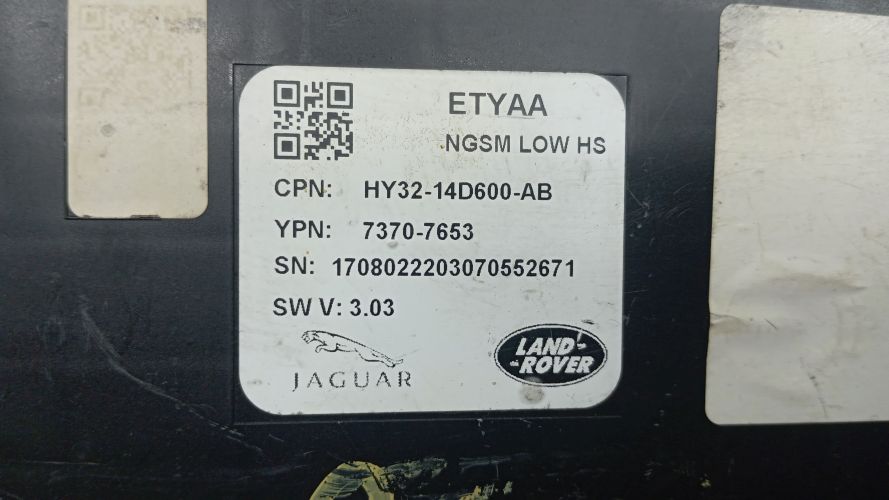 ETYAA
NGSM LOW HS
CPN: HY32-14D600-AB
YPN: 7370-7653
SN: 1708022203070552671
SW V: 3.03
JAGUAR
LAND-
-ROVER